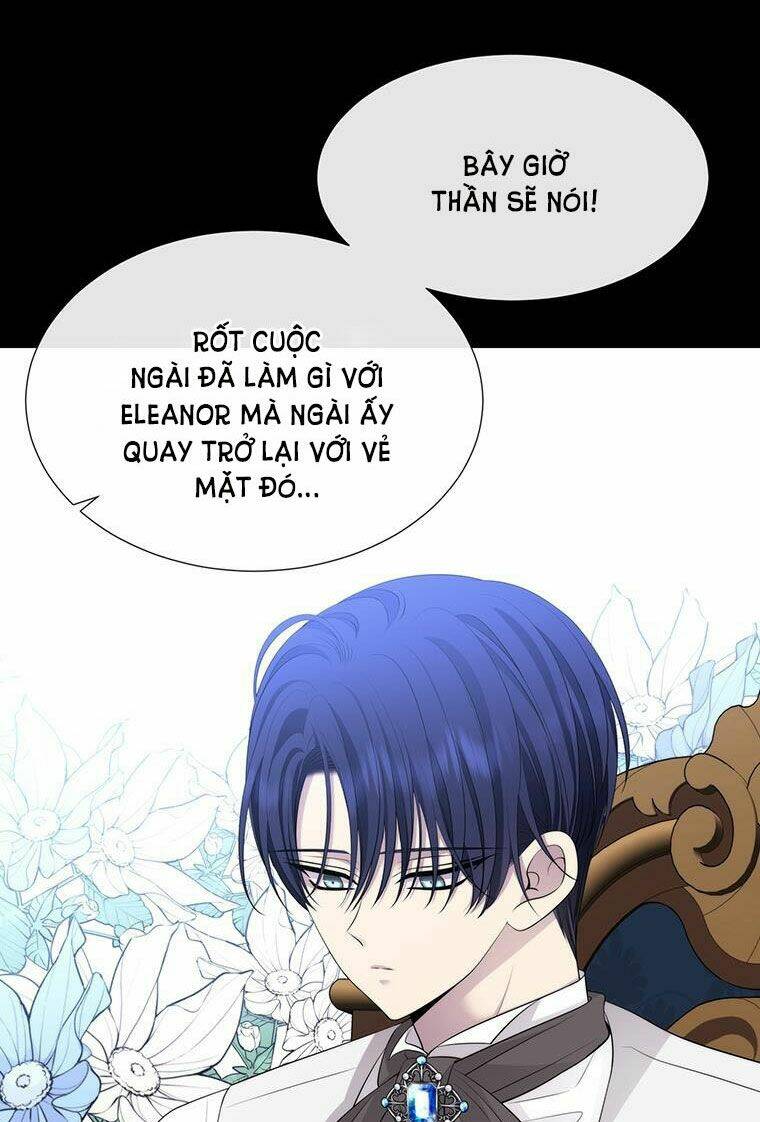 BÂY GIỜ
THẦN SẼ NÓI!
RỐT CUỘC
NGÀI ĐÃ LÀM GÌ VỚI
ELEANOR MÀ NGÀI ẤY
QUAY TRỞ LẠI VỚI VẺ
MẶT ĐÓ...